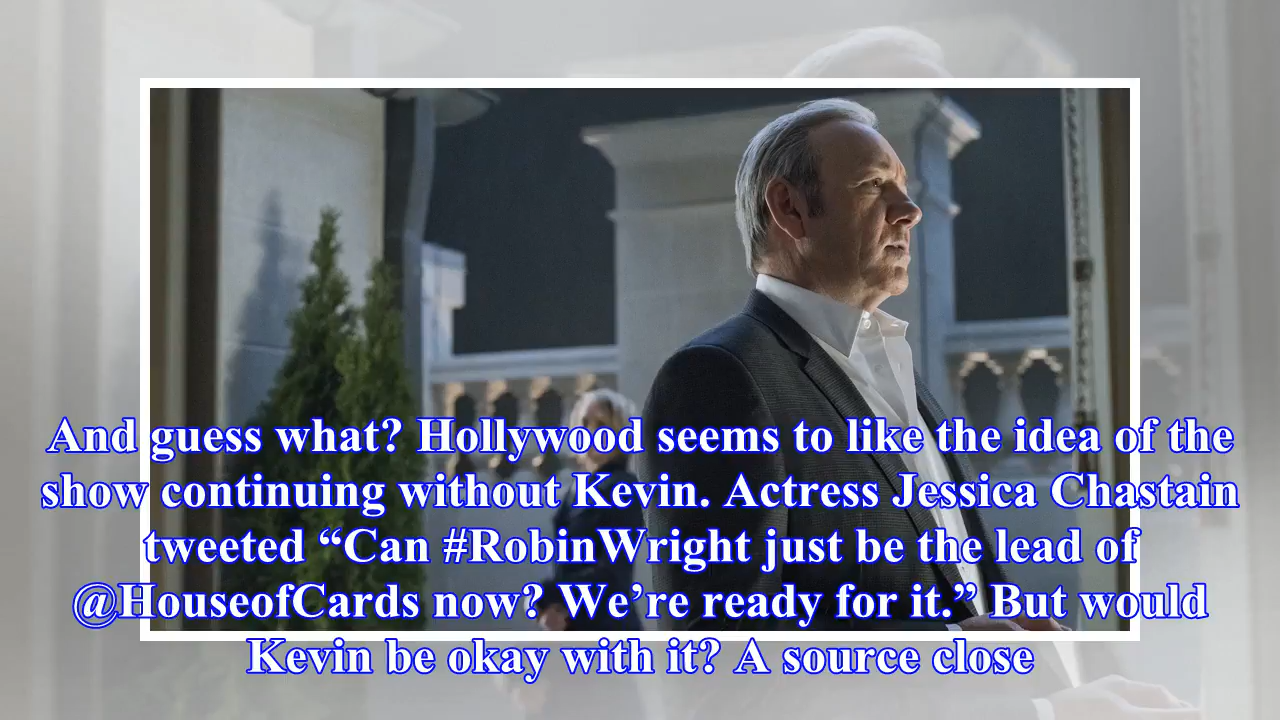 And guess what? Hollywood seems to like the idea of the
show continuing without Kevin. Actress Jessica Chastain
tweeted “Can #RobinWright just be the lead of
@HouseofCards now? We’re ready for it.” But would
Kevin be okay with it? A source close